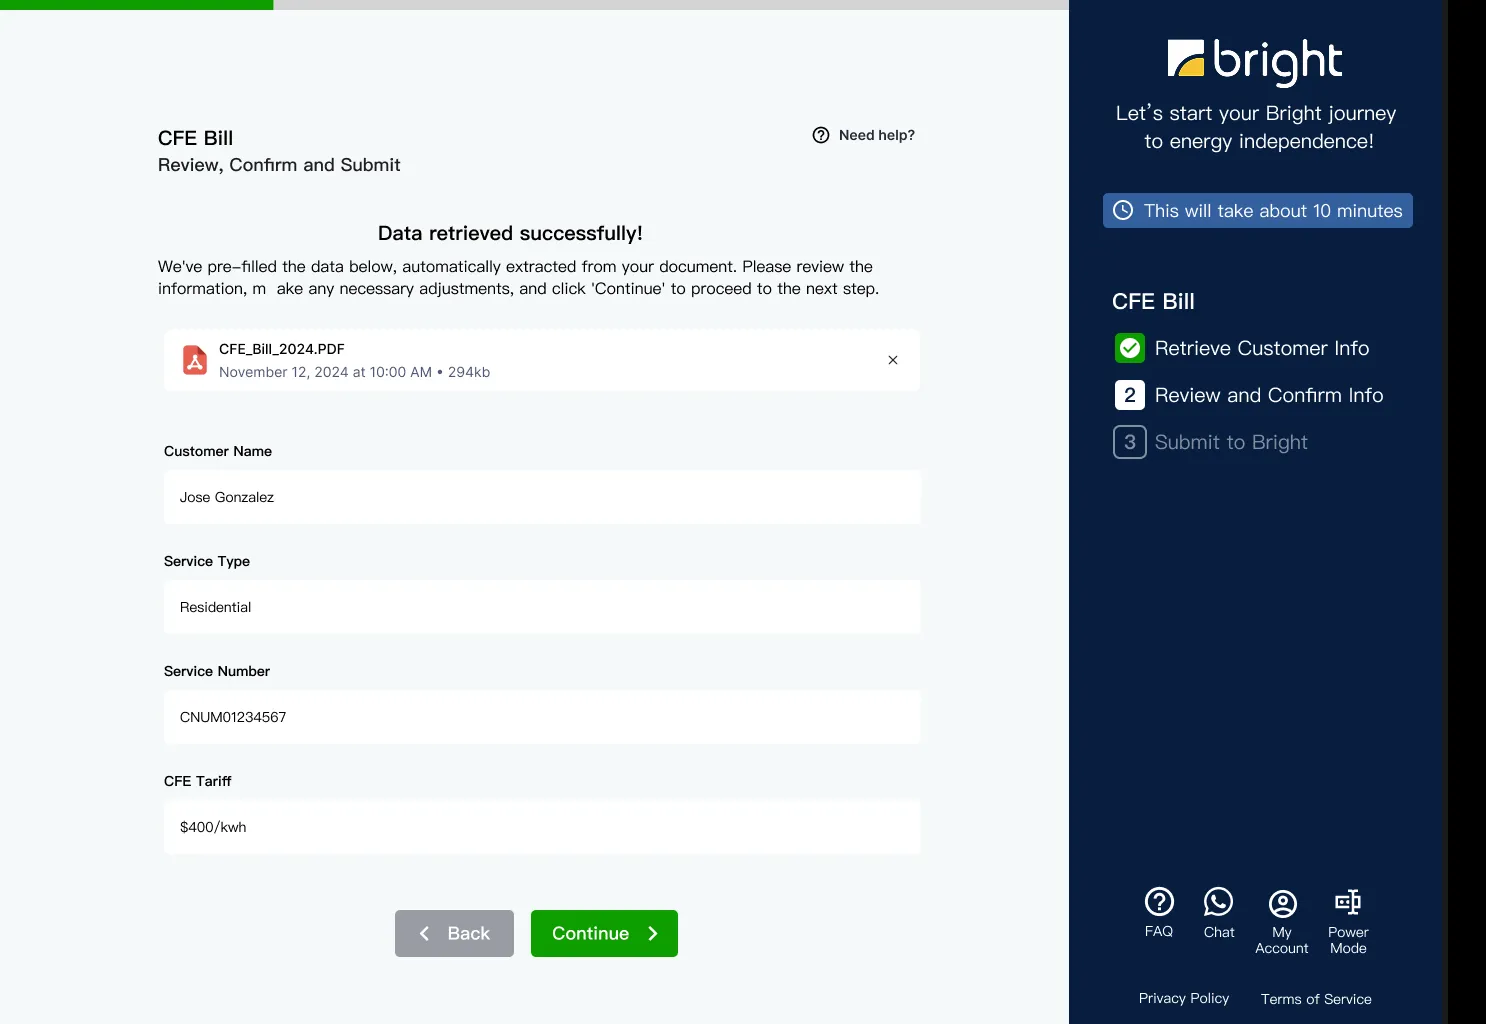 CFE Bill
Need help?
Review, Confirm and Submit
Data retrieved successfully!
We've pre-filled the data below, automatically extracted from your document. Please review the
information, m ake any necessary adjustments, and click 'Continue' to proceed to the next step.
CFE_Bill_2024.PDF
November 12, 2024 at 10:00 AM • 294kb
Customer Name
Jose Gonzalez
Service Type
Residential
Service Number
CNUM01234567
CFE Tariff
$400/kwh
Back
Continue
bright
Let's start your Bright journey
to energy independence!
This will take about 10 minutes
CFE Bill
Retrieve Customer Info
2 Review and Confirm Info
3 Submit to Bright
FAQ
Chat
My
Account
Power
Mode
Privacy Policy
Terms of Service